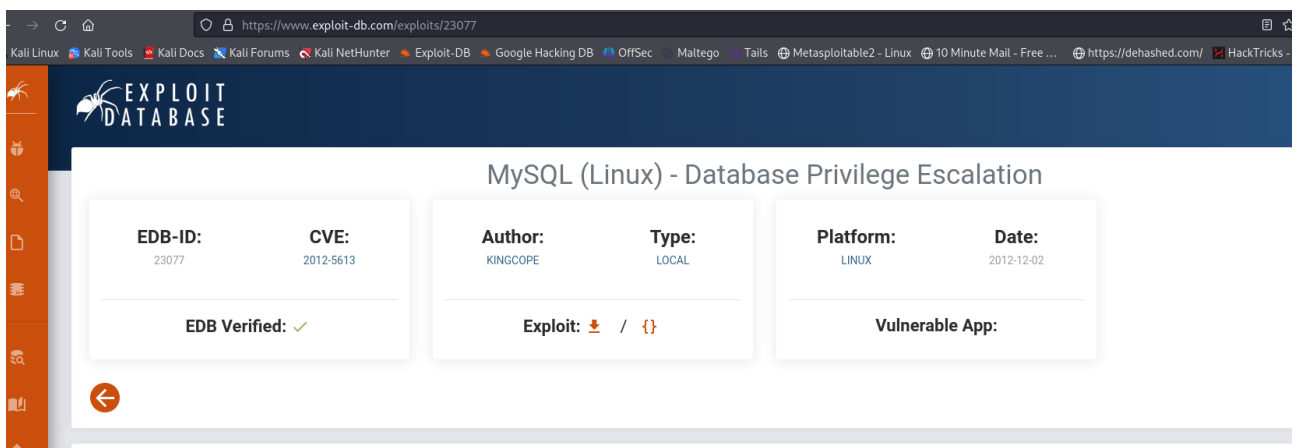 https://www.exploit-db.com/exploits/23077
Kali Linux Kali Tools Kali Docs Kali Forums Kali NetHunter Exploit-DB Google Hacking DB OffSec Maltego Tails Metasploitable2 - Linux 10 Minute Mail - Free ... https://dehashed.com/ HackTricks -
EXPLOIT
DATABASE
MySQL (Linux) - Database Privilege Escalation
EDB-ID: CVE: Author: Type: Platform: Date:
23077 2012-5613 KINGCOPE LOCAL LINUX 2012-12-02
EDB Verified: ✓ Exploit: / {} Vulnerable App: